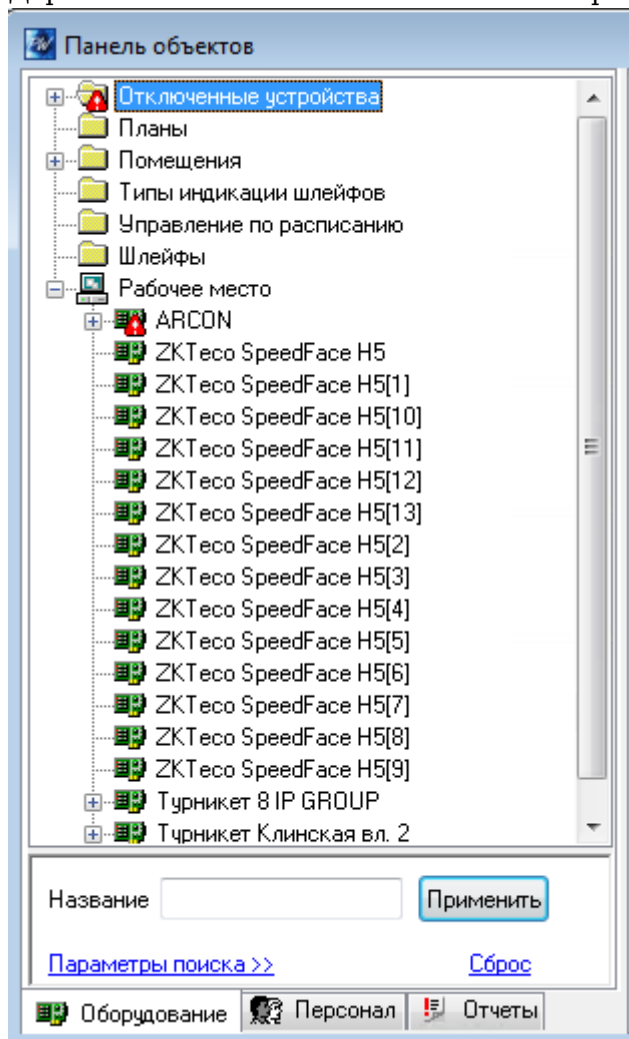 Панель объектов
Отключенные устройства
Планы
Помещения
Типы индикации шлейфов
Управление по расписанию
Шлейфы
Рабочее место
ARCON
ZKTeco SpeedFace H5
ZKTeco SpeedFace H5[1]
ZKTeco SpeedFace H5[10]
ZKTeco SpeedFace H5[11]
ZKTeco SpeedFace H5[12]
ZKTeco SpeedFace H5[13]
ZKTeco SpeedFace H5[2]
ZKTeco SpeedFace H5[3]
ZKTeco SpeedFace H5[4]
ZKTeco SpeedFace H5[5]
ZKTeco SpeedFace H5[6]
ZKTeco SpeedFace H5[7]
ZKTeco SpeedFace H5[8]
ZKTeco SpeedFace H5[9]
Турникет 8 IP GROUP
Турникет Клинская вл. 2
Название Применить
Параметры поиска >> Сброс
Оборудование Персонал Отчеты